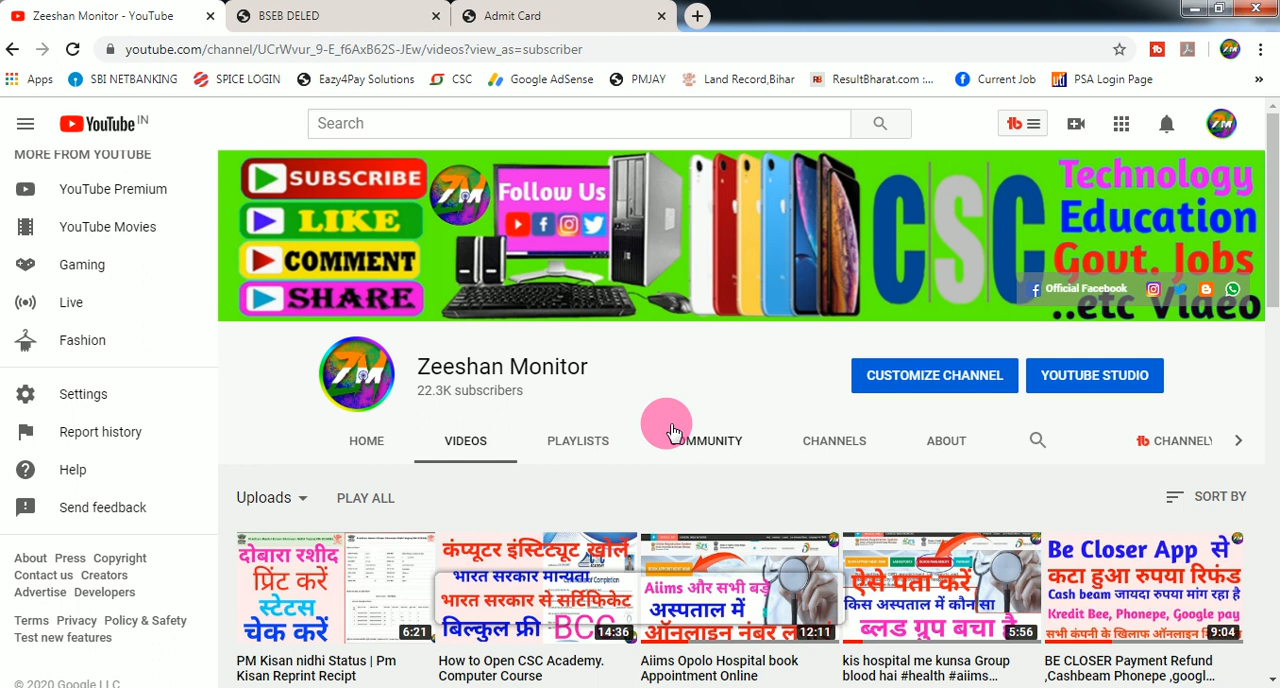 Zeeshan Monitor - YouTube
BSEB DELED
Admit Card
youtube.com/channel/UCrWvur_9-E_f6AxB62S-JEw/videos?view_as=subscriber
Apps
SBI NETBANKING
SPICE LOGIN
Eazy4Pay Solutions
CSC
Google AdSense
PMJAY
Land Record,Bihar
ResultBharat.com :...
Current Job
PSA Login Page
YouTube IN
Search
MORE FROM YOUTUBE
YouTube Premium
YouTube Movies
Gaming
Live
Fashion
Settings
Report history
Help
Send feedback
About Press Copyright
Contact us Creators
Advertise Developers
Terms Privacy Policy & Safety
Test new features
© 2020 Google LLC
SUBSCRIBE
LIKE
COMMENT
SHARE
ZM
Follow Us
CSC
Technology
Education
Govt. Jobs
Official Facebook
..etc Video
ZM
Zeeshan Monitor
22.3K subscribers
CUSTOMIZE CHANNEL
YOUTUBE STUDIO
HOME
VIDEOS
PLAYLISTS
OMMUNITY
CHANNELS
ABOUT
CHANNELY
Uploads
PLAY ALL
SORT BY
दोबारा रशीद
प्रिंट करें
स्टेटस
चेक करें
6:21
PM Kisan nidhi Status | Pm
Kisan Reprint Recipt
कंप्यूटर इंस्टिट्यूट खोलें
भारत सरकार मान्यता
भारत सरकार से सर्टिफिकेट
बिल्कुल फ्री BCC
14:36
How to Open CSC Academy.
Computer Course
Aiims और सभी बड़े
अस्पताल में
ऑनलाइन नंबर
12:11
Aiims Opolo Hospital book
Appointment Online
ऐसे पता करें
किस अस्पताल में कौन सा
ब्लड ग्रुप बचा है
5:56
kis hospital me kunsa Group
blood hai #health #aiims...
Be Closer App से
कटा हुआ रुपया रिफंड
Cash beam जायदा रुपया मांग रहा है
Kredit Bee, Phonepe, Google pay
सभी कंपनी के खिलाफ ऑनलाइन
9:04
BE CLOSER Payment Refund
,Cashbeam Phonepe ,googl...